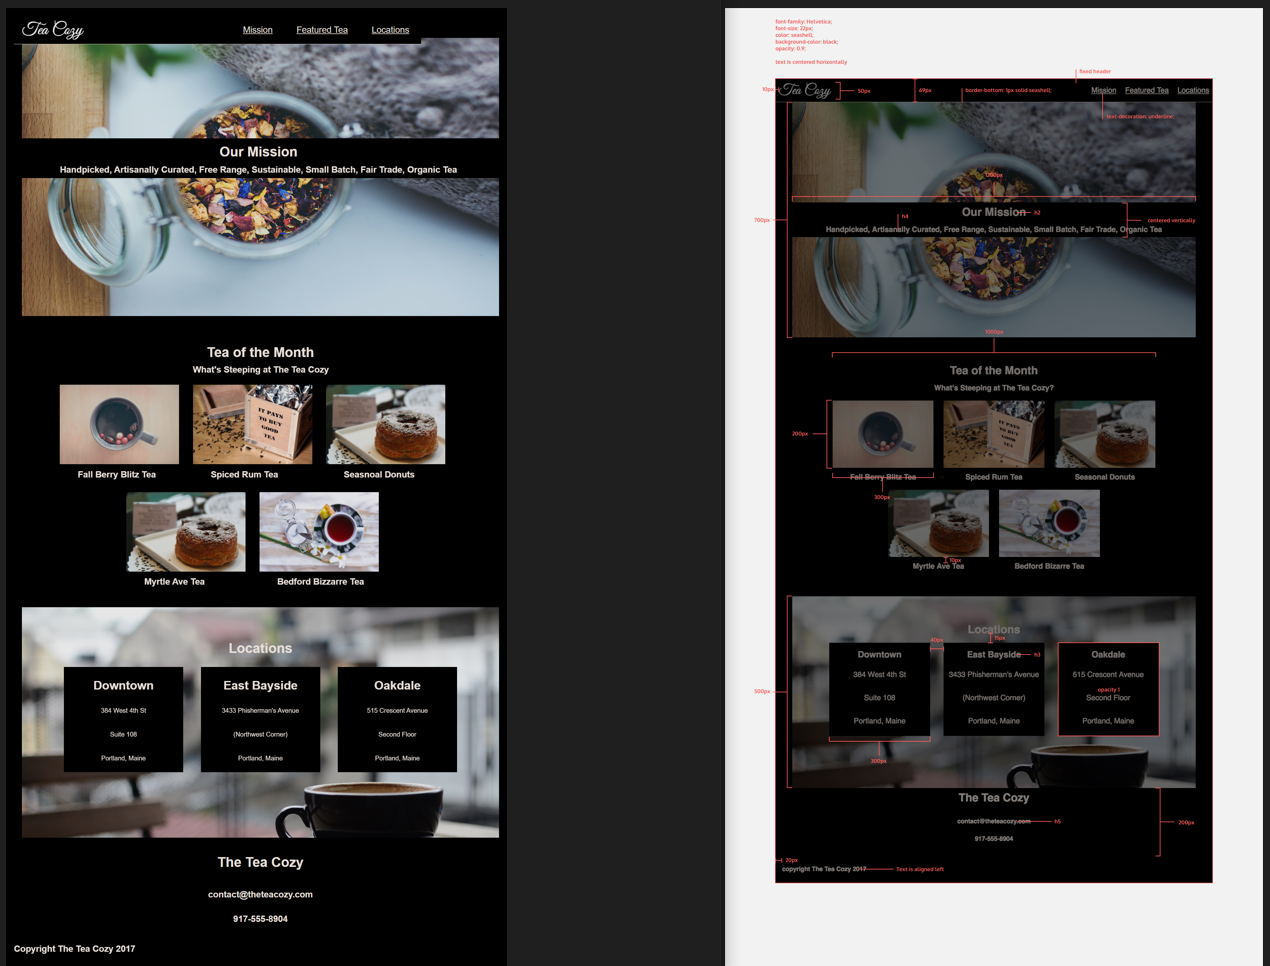 Tea Cozy
Mission
Featured Tea
Locations
Our Mission
Handpicked, Artisanally Curated, Free Range, Sustainable, Small Batch, Fair Trade, Organic Tea
Tea of the Month
What's Steeping at The Tea Cozy
IT PAYS
TO BUY
GOOD
TEA
Fall Berry Blitz Tea
Spiced Rum Tea
Seasnoal Donuts
Myrtle Ave Tea
Bedford Bizzarre Tea
Locations
Downtown
384 West 4th St
Suite 108
Portland, Maine
East Bayside
3433 Phisherman's Avenue
(Northwest Corner)
Portland, Maine
Oakdale
515 Crescent Avenue
Second Floor
Portland, Maine
The Tea Cozy
contact@theteacozy.com
917-555-8904
Copyright The Tea Cozy 2017
font-family: Helvetica;
font-size: 22px;
color: seashell;
background-color: black;
opacity: 0.9;
text is centered horizontally
fixed header
10px
Tea Cozy
50px
69px
border-bottom: 1px solid seashell;
Mission
Featured Tea
Locations
text-decoration: underline;
1200px
700px
Our Mission
h2
h4
centered vertically
Handpicked, Artisanally Curated, Free Range, Sustainable, Small Batch, Fair Trade, Organic Tea
1000px
Tea of the Month
What's Steeping at The Tea Cozy?
200px
IT PAYS
TO BUY
GOOD
TEA
Fall Berry Blitz Tea
Spiced Rum Tea
Seasonal Donuts
300px
10px
Myrtle Ave Tea
Bedford Bizarre Tea
Locations
15px
40px
500px
Downtown
384 West 4th St
Suite 108
Portland, Maine
East Bayside
h3
3433 Phisherman's Avenue
(Northwest Corner)
Portland, Maine
Oakdale
515 Crescent Avenue
opacity 1
Second Floor
Portland, Maine
300px
The Tea Cozy
contact@theteacozy.com
h5
200px
917-555-8904
20px
copyright The Tea Cozy 2017
Text is aligned left